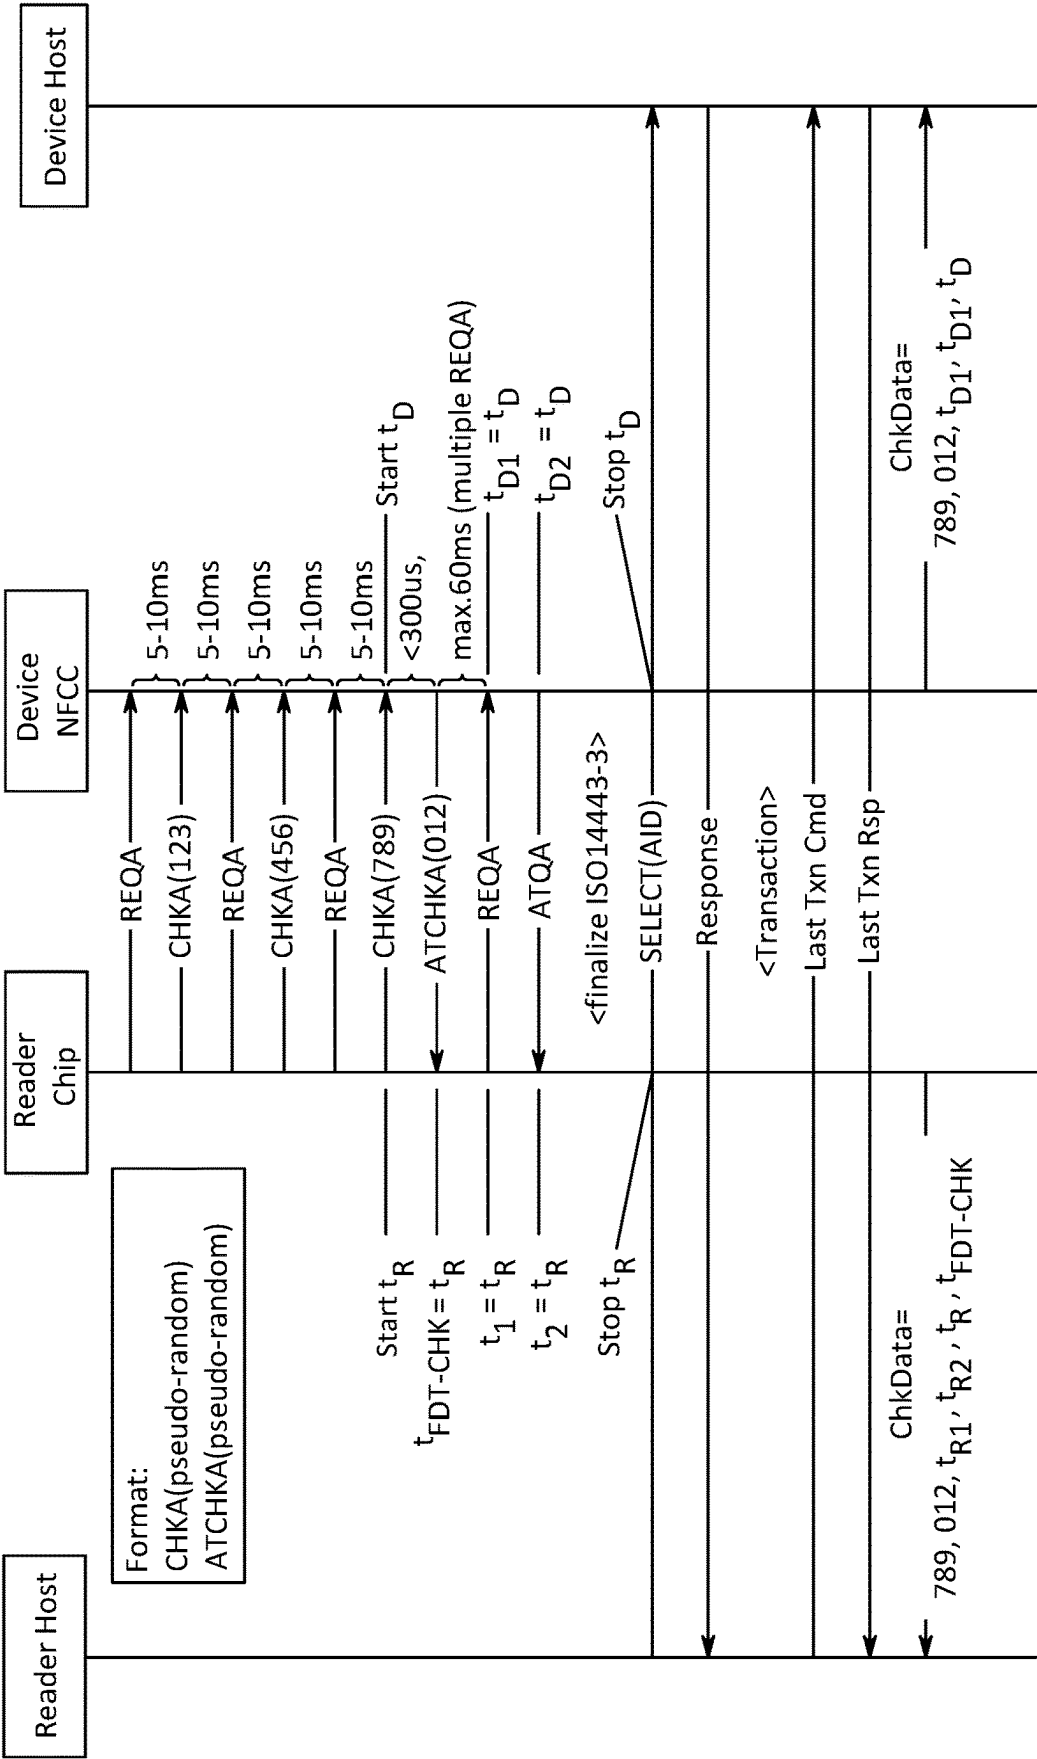 Reader Host
Reader
Chip
Device
NFCC
Device Host
Format:
CHKA(pseudo-random)
ATCHKA(pseudo-random)
REQA
5-10ms
CHKA(123)
5-10ms
REQA
5-10ms
CHKA(456)
5-10ms
REQA
5-10ms
Start tR
CHKA(789)
Start tD
<300us,
tFDT-CHK = tR
ATCHKA(012)
max.60ms (multiple REQA)
t1 = tR
REQA
tD1 = tD
t2 = tR
ATQA
tD2 = tD
<finalize ISO14443-3>
Stop tR
SELECT(AID)
Stop tD
Response
<Transaction>
Last Txn Cmd
Last Txn Rsp
ChkData=
789, 012, tR1, tR2, tR, tFDT-CHK
ChkData=
789, 012, tD1, tD1, tD